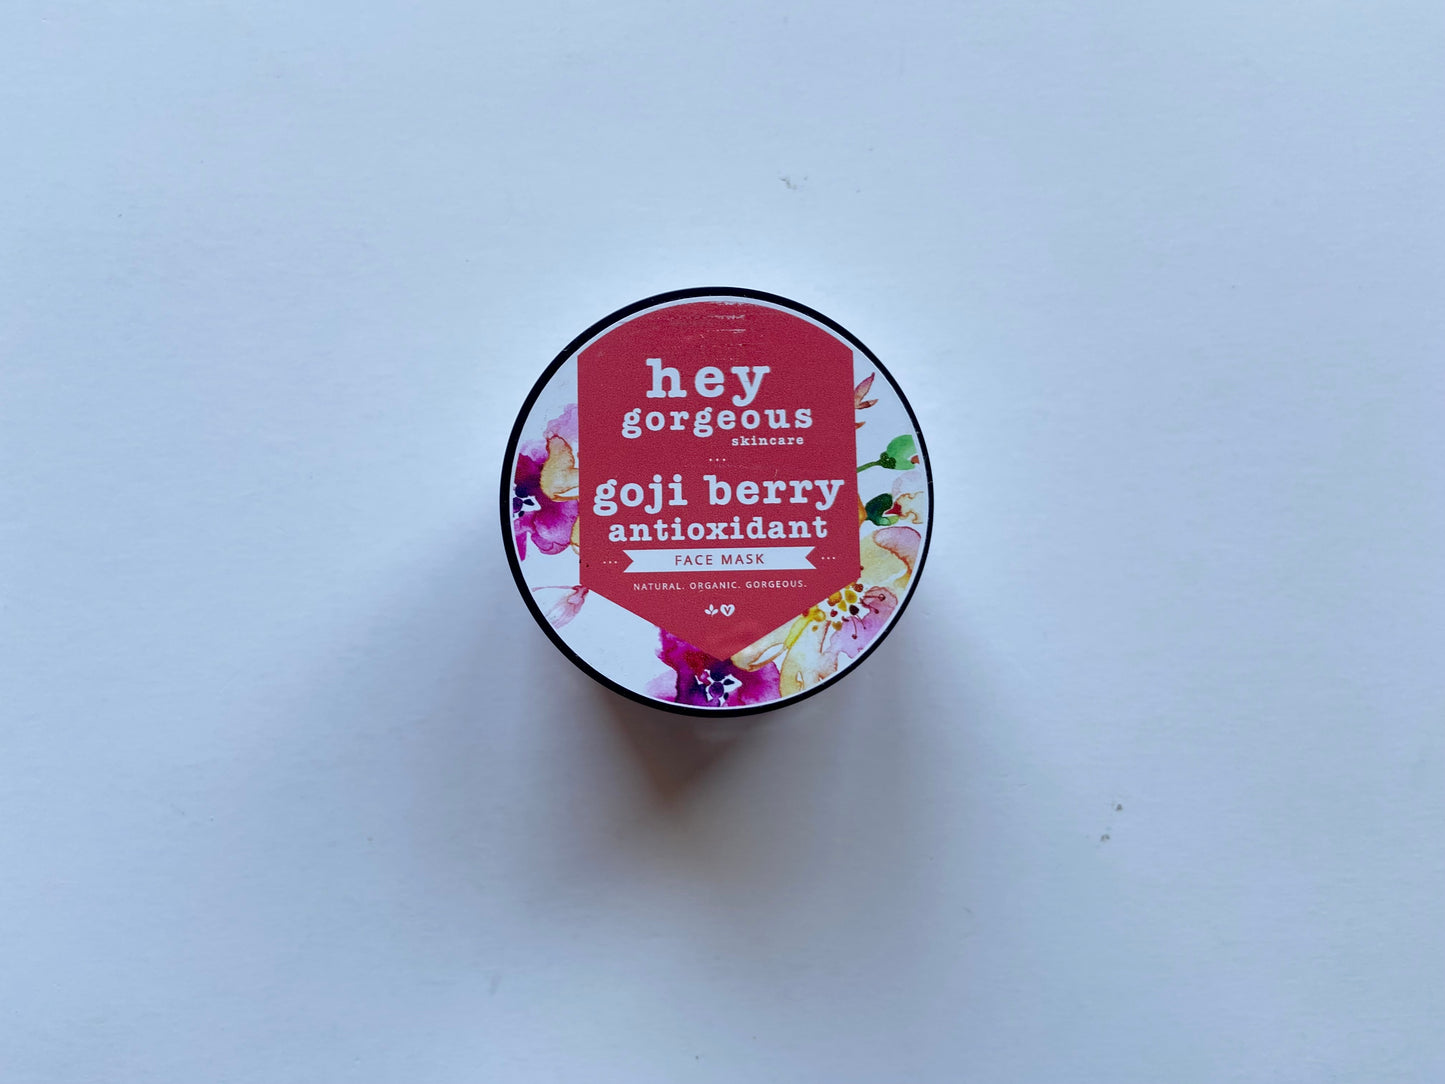 hey
gorgeous
skincare
goji berry
antioxidant
FACE MASK
NATURAL. ORGANIC. GORGEOUS.